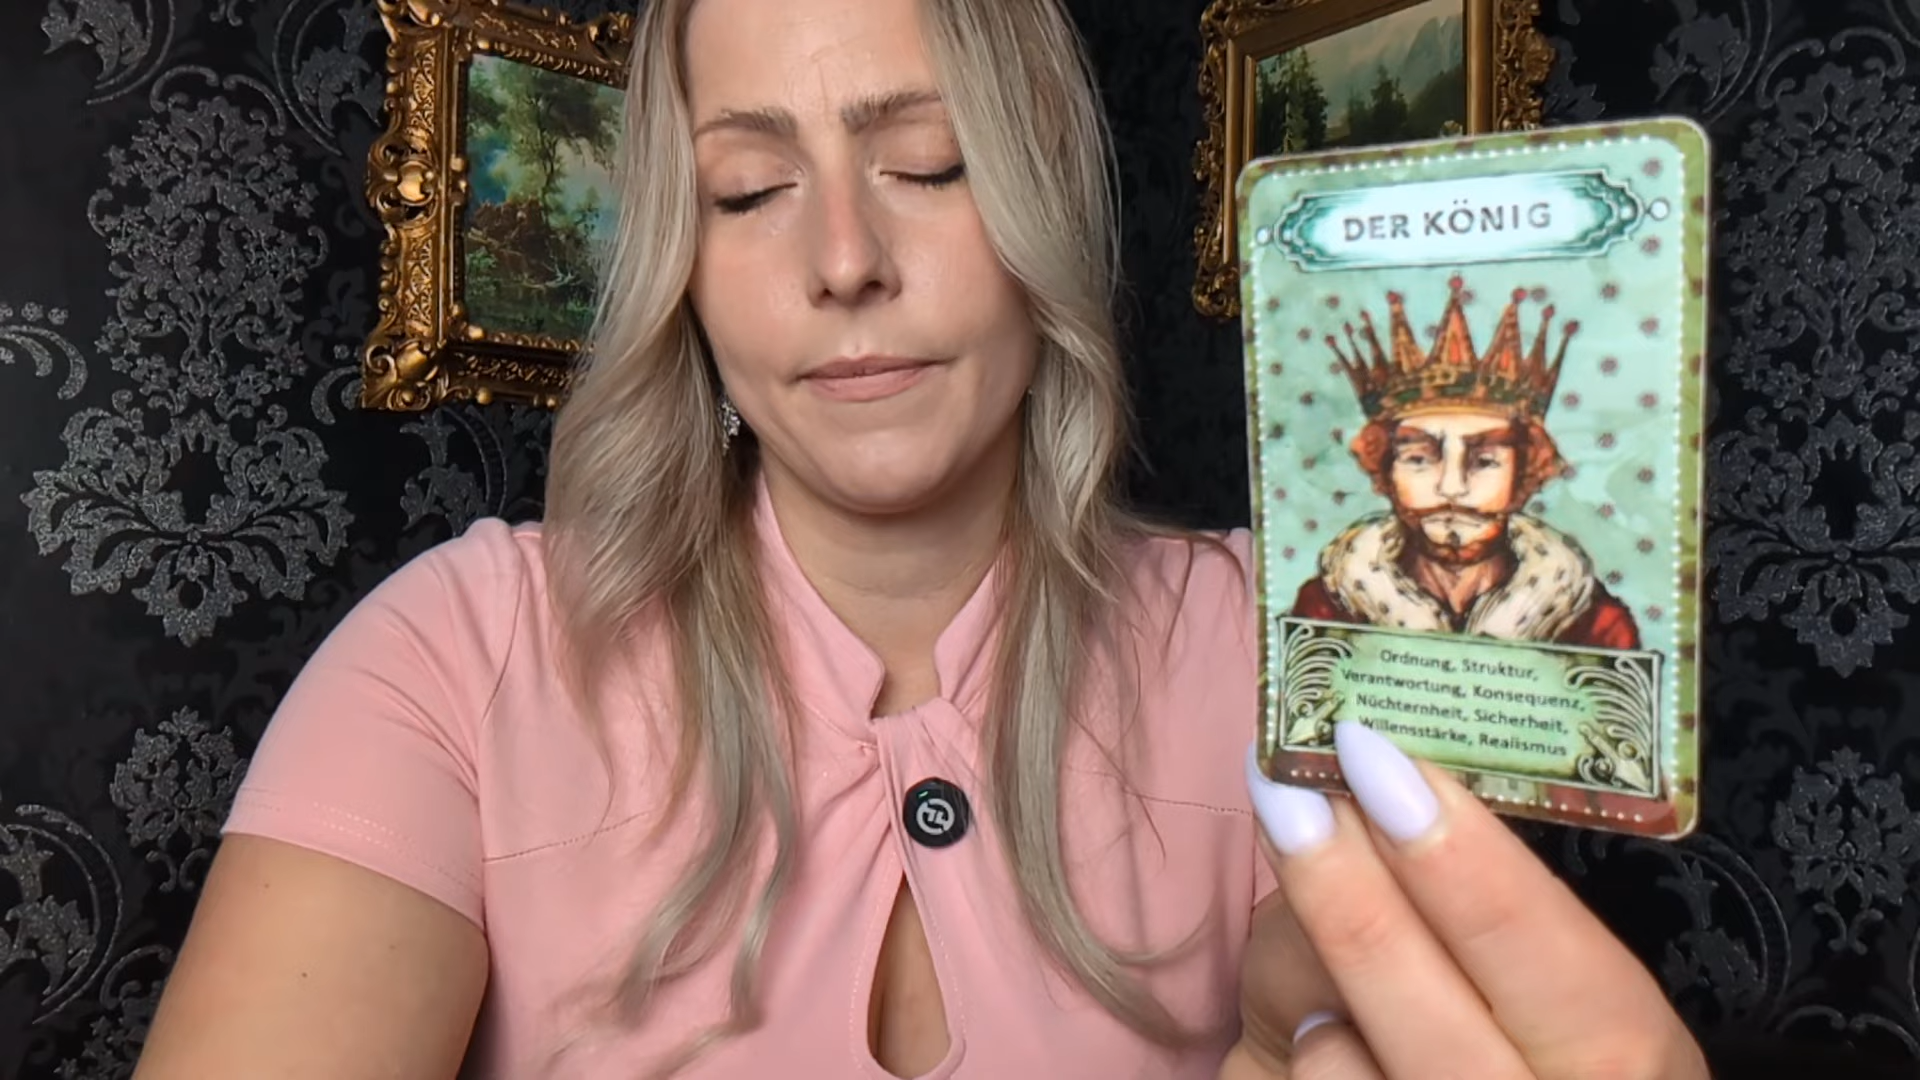 DER KÖNIG
Ordnung, Struktur,
Verantwortung, Konsequenz,
Nüchternheit, Sicherheit,
Willensstärke, Realismus